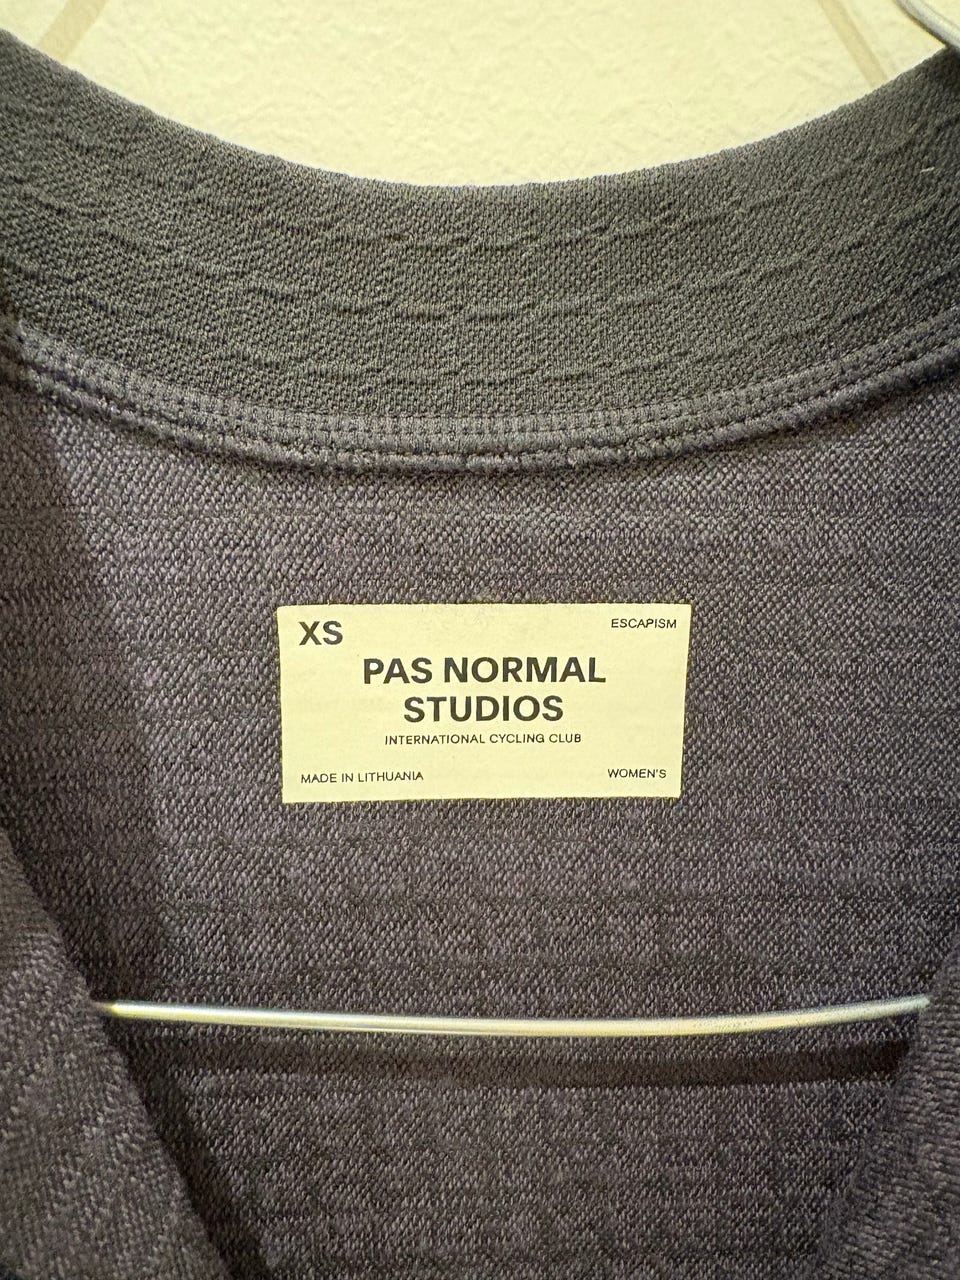 XS
ESCAPISM
PAS NORMAL
STUDIOS
INTERNATIONAL CYCLING CLUB
MADE IN LITHUANIA
WOMEN'S